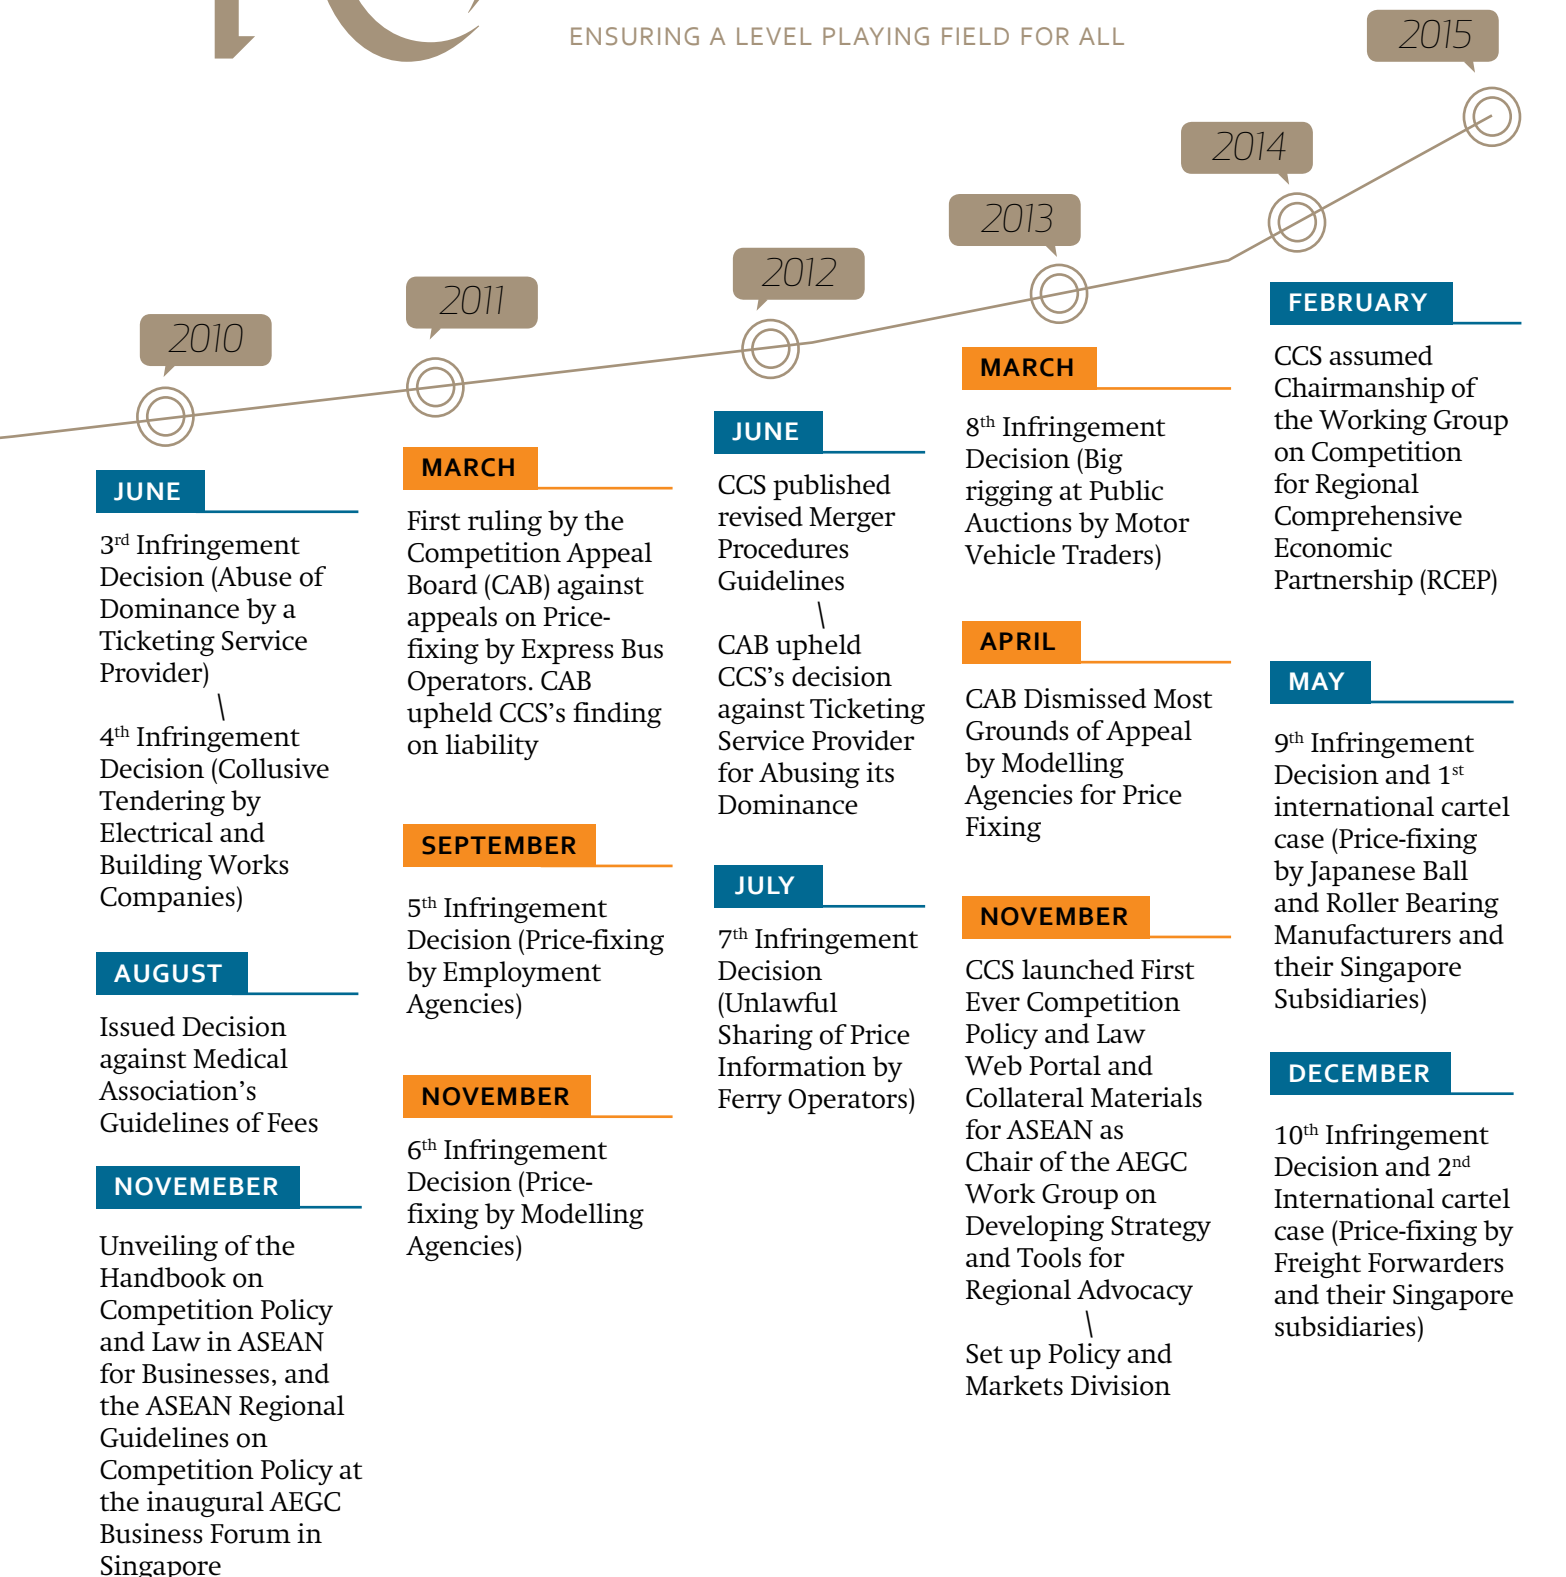 ENSURING A LEVEL PLAYING FIELD FOR ALL
2010
JUNE
3rd Infringement
Decision (Abuse of
Dominance by a
Ticketing Service
Provider)
\
4th Infringement
Decision (Collusive
Tendering by
Electrical and
Building Works
Companies)
AUGUST
Issued Decision
against Medical
Association’s
Guidelines of Fees
NOVEMEBER
Unveiling of the
Handbook on
Competition Policy
and Law in ASEAN
for Businesses, and
the ASEAN Regional
Guidelines on
Competition Policy at
the inaugural AEGC
Business Forum in
Singapore
2011
MARCH
First ruling by the
Competition Appeal
Board (CAB) against
appeals on Price-
fixing by Express Bus
Operators. CAB
upheld CCS’s finding
on liability
SEPTEMBER
5th Infringement
Decision (Price-fixing
by Employment
Agencies)
NOVEMBER
6th Infringement
Decision (Price-
fixing by Modelling
Agencies)
2012
JUNE
CCS published
revised Merger
Procedures
Guidelines
\
CAB upheld
CCS’s decision
against Ticketing
Service Provider
for Abusing its
Dominance
JULY
7th Infringement
Decision
(Unlawful
Sharing of Price
Information by
Ferry Operators)
2013
MARCH
8th Infringement
Decision (Big
rigging at Public
Auctions by Motor
Vehicle Traders)
APRIL
CAB Dismissed Most
Grounds of Appeal
by Modelling
Agencies for Price
Fixing
NOVEMBER
CCS launched First
Ever Competition
Policy and Law
Web Portal and
Collateral Materials
for ASEAN as
Chair of the AEGC
Work Group on
Developing Strategy
and Tools for
Regional Advocacy
\
Set up Policy and
Markets Division
2014
FEBRUARY
CCS assumed
Chairmanship of
the Working Group
on Competition
for Regional
Comprehensive
Economic
Partnership (RCEP)
MAY
9th Infringement
Decision and 1st
international cartel
case (Price-fixing
by Japanese Ball
and Roller Bearing
Manufacturers and
their Singapore
Subsidiaries)
DECEMBER
10th Infringement
Decision and 2nd
International cartel
case (Price-fixing by
Freight Forwarders
and their Singapore
subsidiaries)
2015